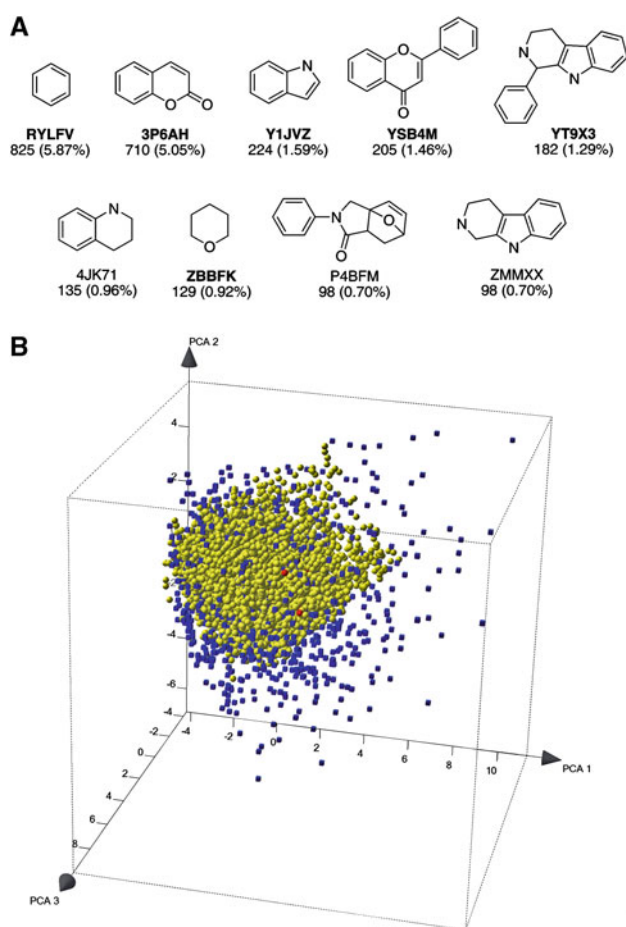 A
N
O
O
N
O
O
N
N
RYLFV
3P6AH
Y1JVZ
YSB4M
YT9X3
825 (5.87%)
710 (5.05%)
224 (1.59%)
205 (1.46%)
182 (1.29%)
N
O
N
O
O
N
N
4JK71
ZBBFK
P4BFM
ZMMXX
135 (0.96%)
129 (0.92%)
98 (0.70%)
98 (0.70%)
B
PCA 2
4
2
-2
-4
-6
-4
-4
-2
0
2
4
6
8
10
PCA 1
-2
0
2
4
6
8
PCA 3